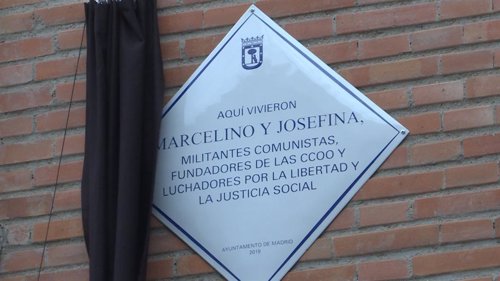 AQUÍ VIVIERON
MARCELINO Y JOSEFINA,
MILITANTES COMUNISTAS,
FUNDADORES DE LAS CCOO Y
LUCHADORES POR LA LIBERTAD Y
LA JUSTICIA SOCIAL
AYUNTAMIENTO DE MADRID
2019